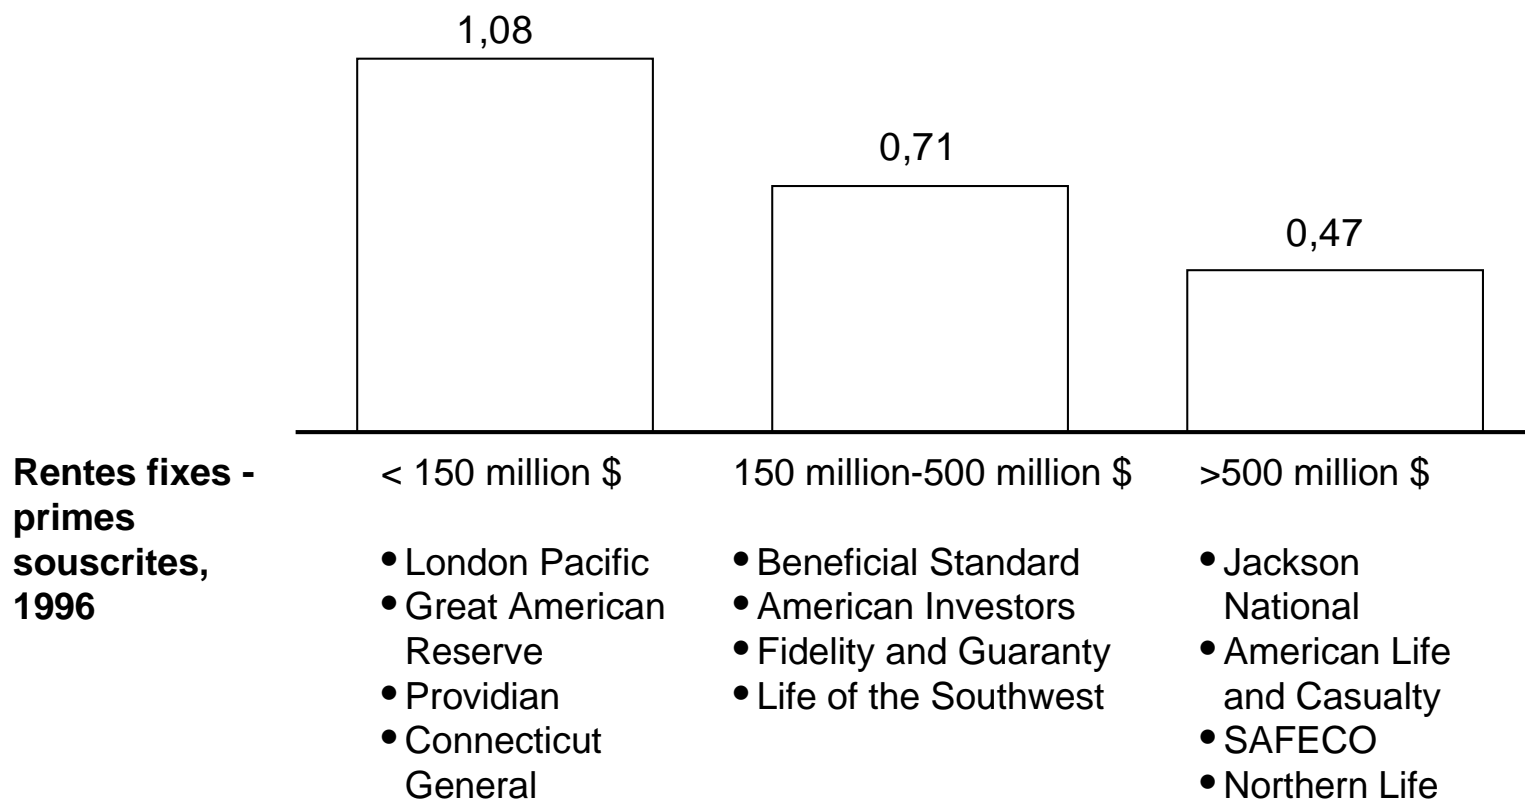 1,08
0,71
0,47
Rentes fixes -
primes
souscrites,
1996
< 150 million $
• London Pacific
• Great American
Reserve
• Providian
• Connecticut
General
150 million-500 million $
• Beneficial Standard
• American Investors
• Fidelity and Guaranty
• Life of the Southwest
>500 million $
• Jackson
National
• American Life
and Casualty
• SAFECO
• Northern Life